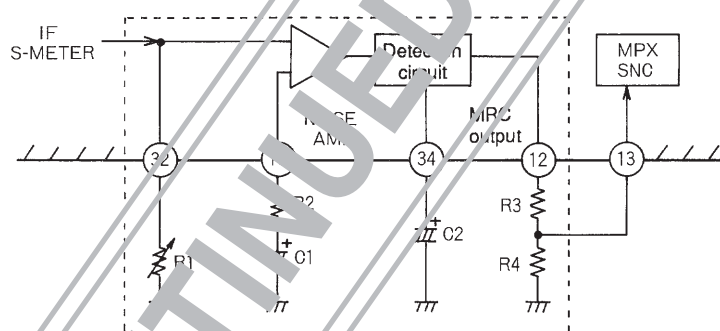 IF
S-METER
Detection
circuit
MPX
SNC
NOISE
AMP
MRC
output
32
34
12
13
R2
R3
C1
C2
R1
R4
TINUED